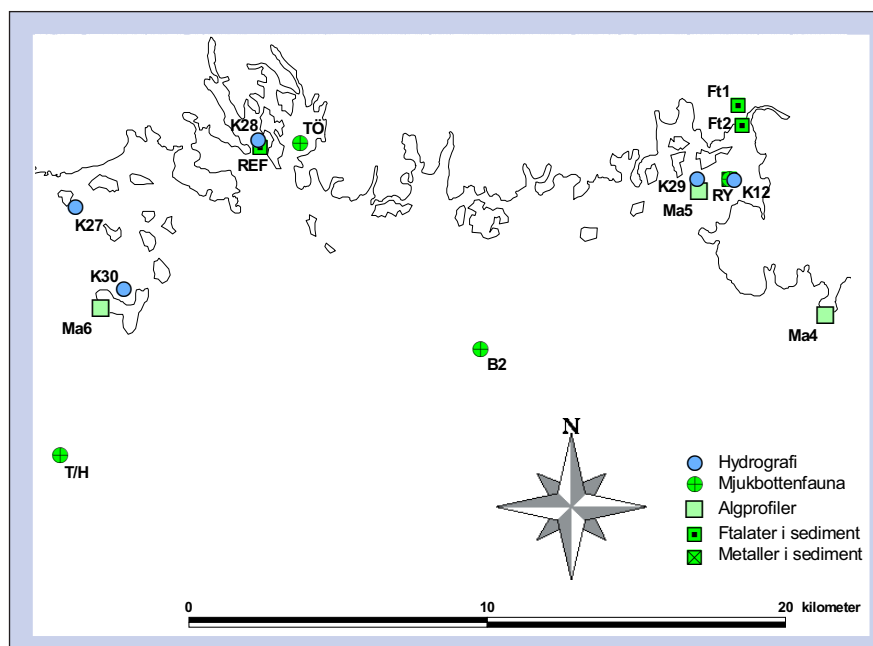 Ft1
K28
TÖ
Ft2
REF
K29
RY
K12
Ma5
K27
K30
Ma6
Ma4
B2
N
T/H
Hydrografi
Mjukbottenfauna
Algprofiler
Ftalater i sediment
Metaller i sediment
0 10 20 kilometer